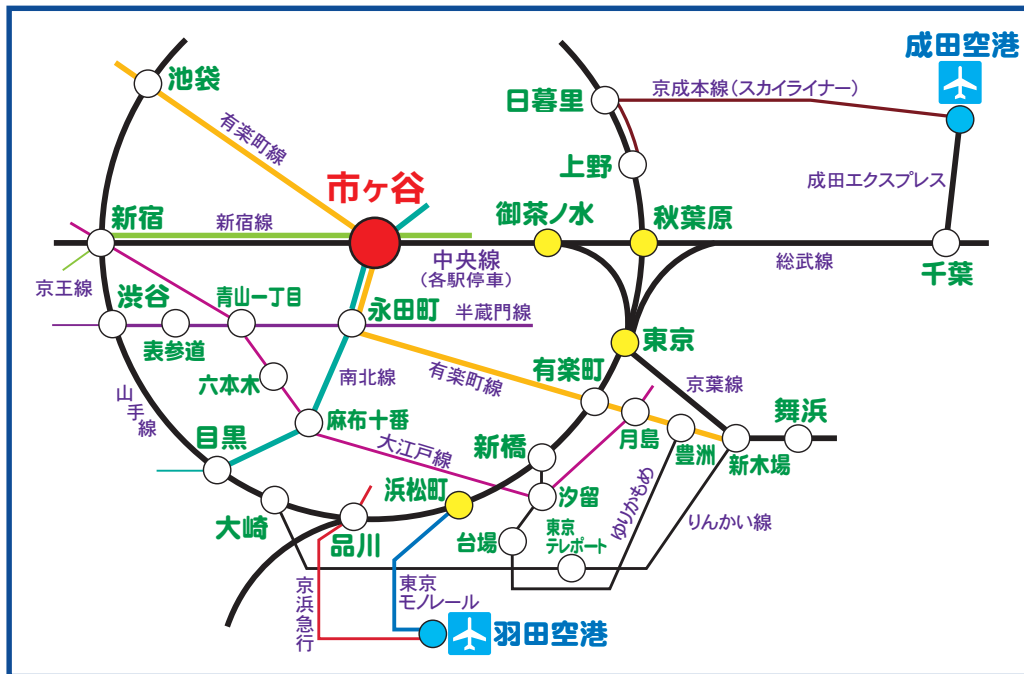 成田空港
池袋
日暮里
京成本線(スカイライナー)
有楽町線
上野
成田エクスプレス
市ヶ谷
新宿
新宿線
御茶ノ水
秋葉原
中央線
(各駅停車)
総武線
千葉
京王線
渋谷
青山一丁目
永田町
半蔵門線
表参道
東京
六本木
南北線
有楽町線
有楽町
京葉線
山手線
麻布十番
月島
豊洲
新木場
舞浜
目黒
大江戸線
新橋
浜松町
汐留
大崎
品川
台場
東京
テレポート
ゆりかもめ
りんかい線
京浜急行
東京
モノレール
羽田空港